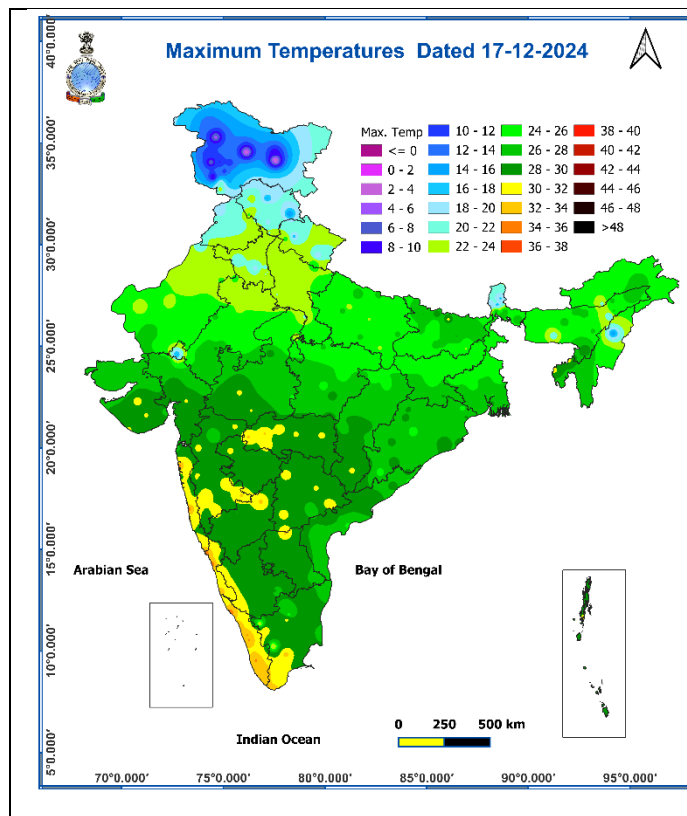 Maximum Temperatures Dated 17-12-2024
Max. Temp
<= 0
0 - 2
2 - 4
4 - 6
6 - 8
8 - 10
10 - 12
12 - 14
14 - 16
16 - 18
18 - 20
20 - 22
22 - 24
24 - 26
26 - 28
28 - 30
30 - 32
32 - 34
34 - 36
36 - 38
38 - 40
40 - 42
42 - 44
44 - 46
46 - 48
>48
40°0.000'
35°0.000'
30°0.000'
25°0.000'
20°0.000'
15°0.000'
10°0.000'
5°0.000'
Arabian Sea
Bay of Bengal
Indian Ocean
0 250 500 km
70°0.000' 75°0.000' 80°0.000' 85°0.000' 90°0.000' 95°0.000'